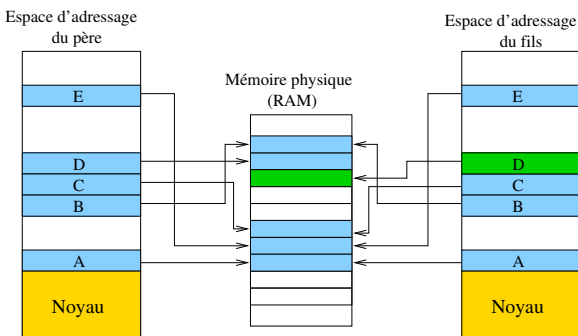 Espace d'adressage
du père
E
D
C
B
A
Noyau
Mémoire physique
(RAM)
Espace d'adressage
du fils
E
D
C
B
A
Noyau